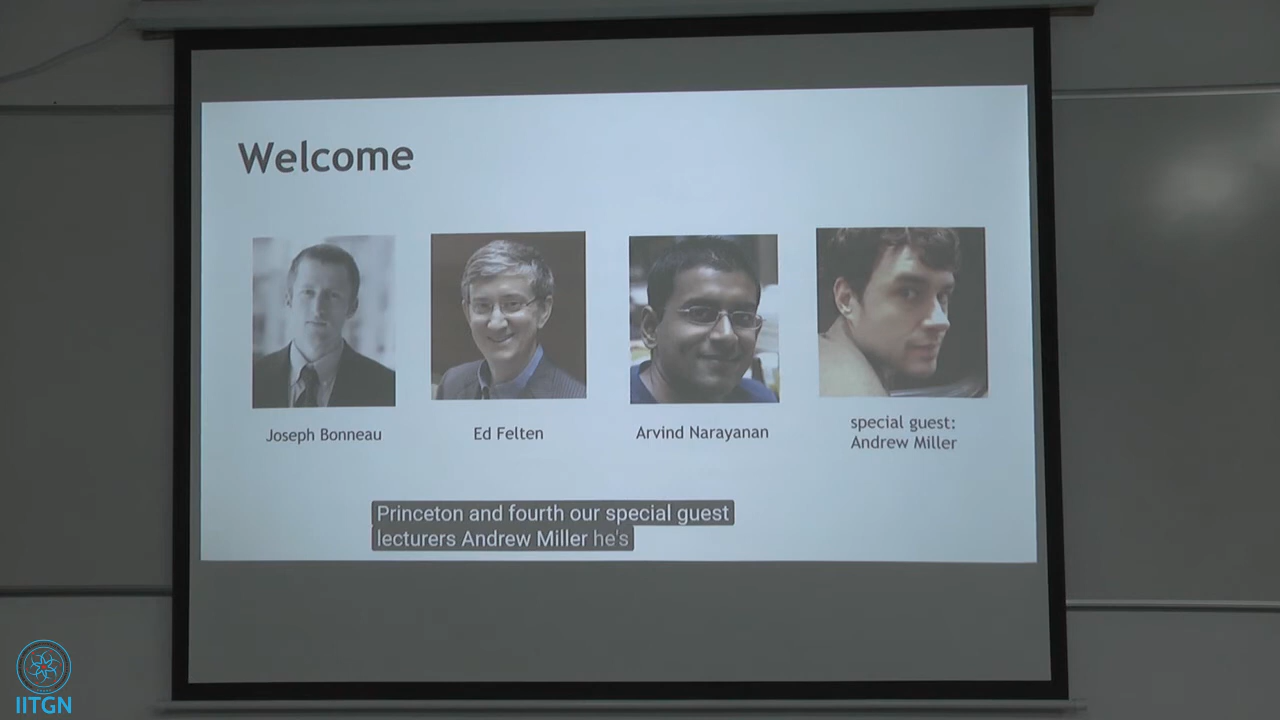 Welcome
Joseph Bonneau
Ed Felten
Arvind Narayanan
special guest:
Andrew Miller
Princeton and fourth our special guest
lecturers Andrew Miller he's
IITGN